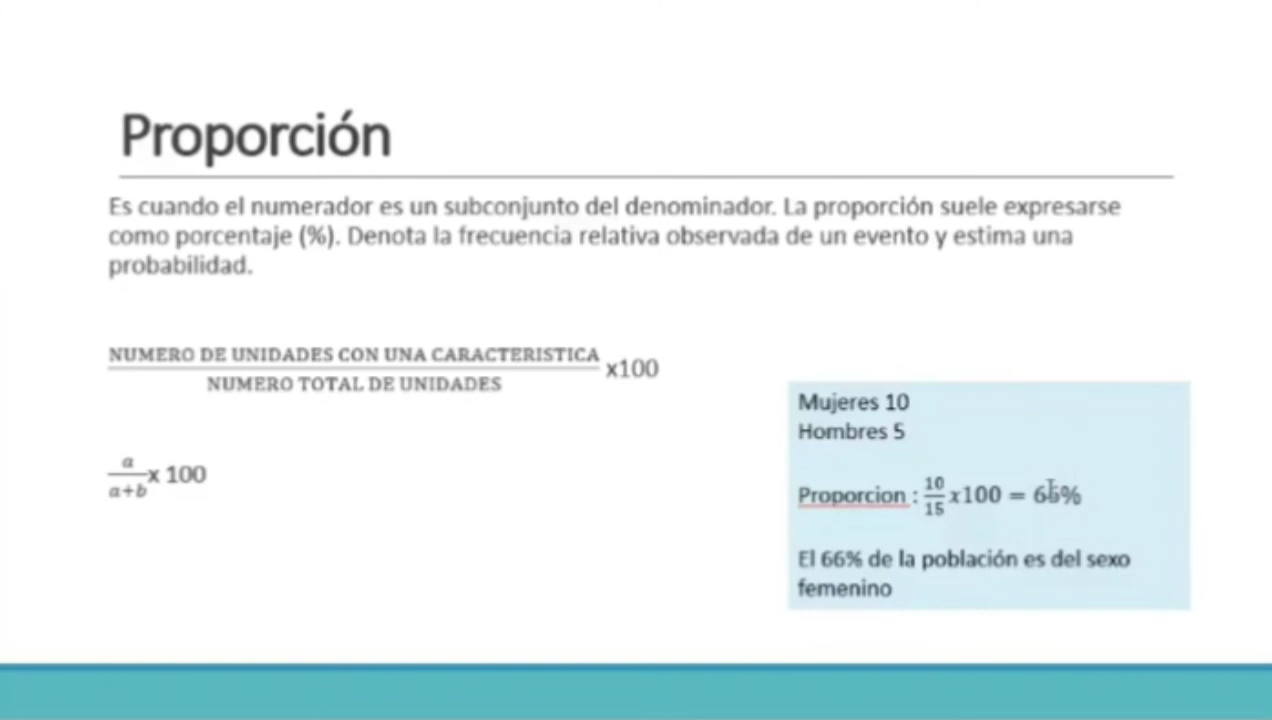 Proporción
Es cuando el numerador es un subconjunto del denominador. La proporción suele expresarse
como porcentaje (%). Denota la frecuencia relativa observada de un evento y estima una
probabilidad.
NUMERO DE UNIDADES CON UNA CARACTERISTICA
NUMERO TOTAL DE UNIDADES
x100
a
a+b
x 100
Mujeres 10
Hombres 5
Proporcion : 10/15 x100 = 66%
El 66% de la población es del sexo
femenino